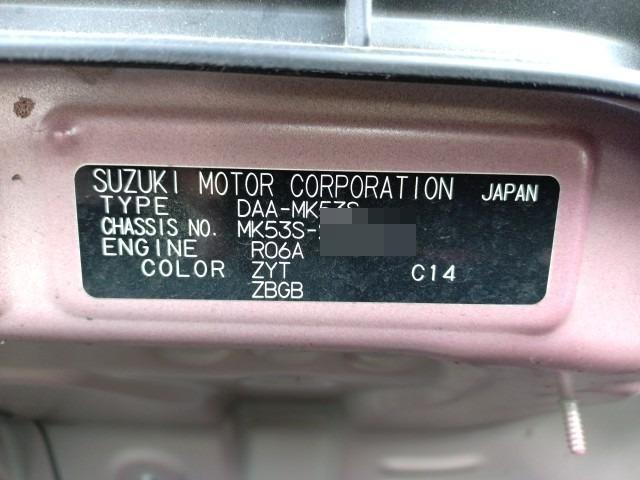 SUZUKI MOTOR CORPORATION JAPAN
TYPE DAA-MK53S
CHASSIS NO. MK53S-
ENGINE R06A
COLOR ZYT C14
ZBGB